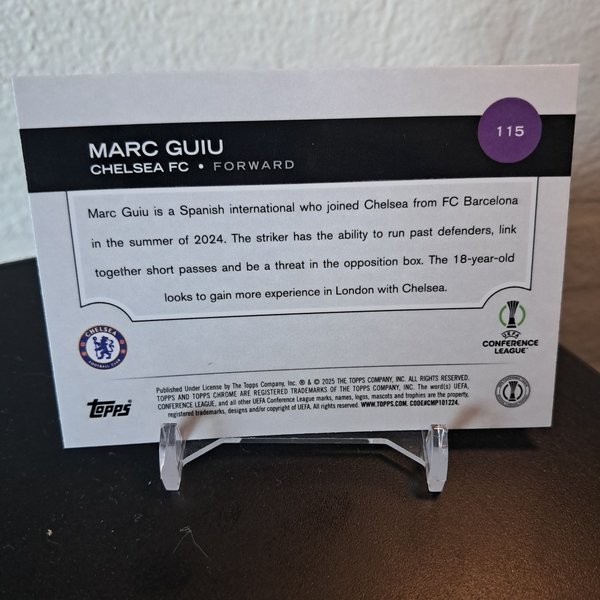 115
MARC GUIU
CHELSEA FC • FORWARD
Marc Guiu is a Spanish international who joined Chelsea from FC Barcelona
in the summer of 2024. The striker has the ability to run past defenders, link
together short passes and be a threat in the opposition box. The 18-year-old
looks to gain more experience in London with Chelsea.
CHELSEA
FOOTBALL CLUB
UEFA
CONFERENCE
LEAGUE™
Topps®
Published Under License by The Topps Company, Inc. ® & © 2025 THE TOPPS COMPANY, INC. ALL RIGHTS RESERVED.
TOPPS AND TOPPS CHROME ARE REGISTERED TRADEMARKS OF THE TOPPS COMPANY, INC. The word(s) UEFA,
CONFERENCE LEAGUE, and all other UEFA Conference League marks, names, logos, mascots and trophies are the property,
registered trademarks, designs and/or copyright of UEFA. All rights reserved. WWW.TOPPS.COM. CODE#CMP101224.